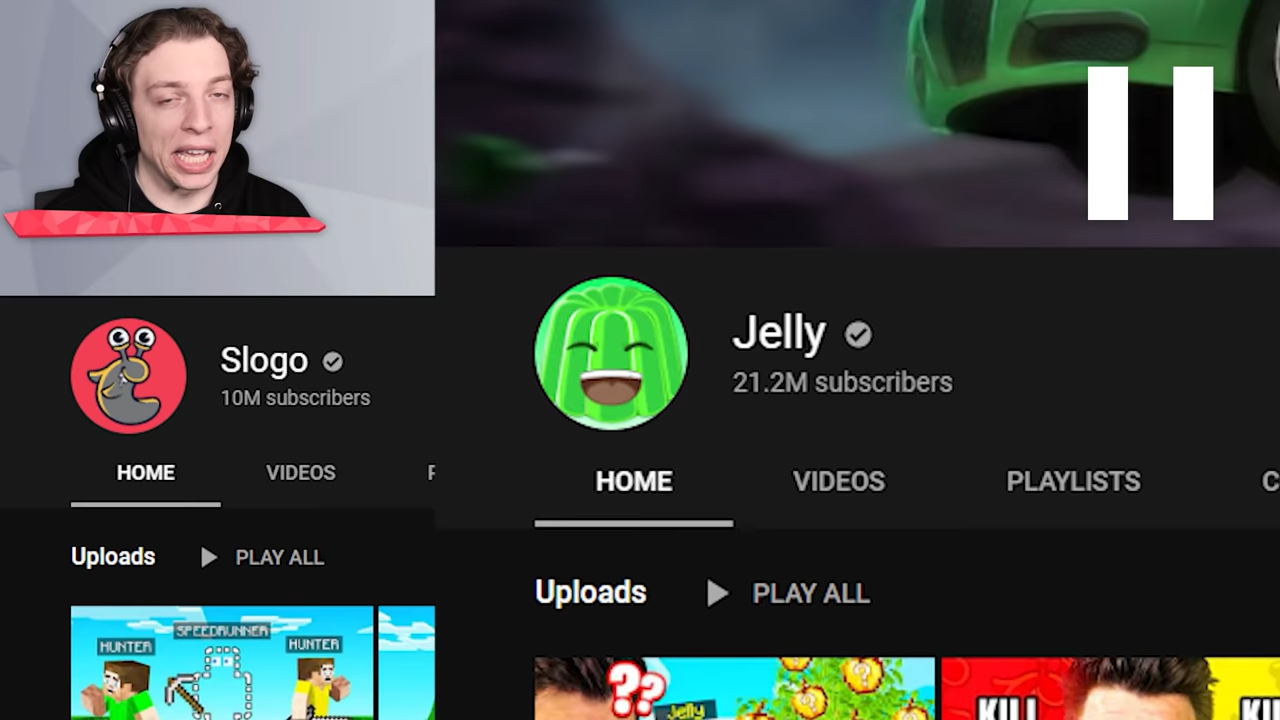 Slogo
10M subscribers
HOME VIDEOS
Uploads PLAY ALL
HUNTER SPEEDRUNNER HUNTER
Jelly
21.2M subscribers
HOME VIDEOS PLAYLISTS C
Uploads PLAY ALL
??
Jelly
KILL